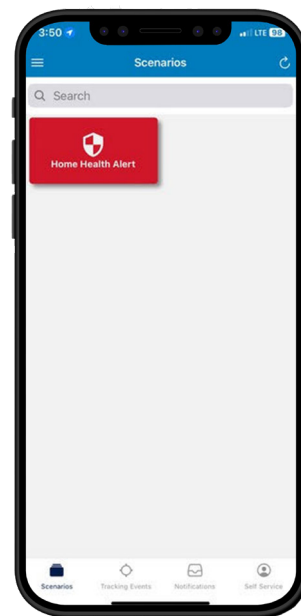 3:50 LTE 98
Scenarios
Search
Home Health Alert
Scenarios Tracking Events Notifications Self Service